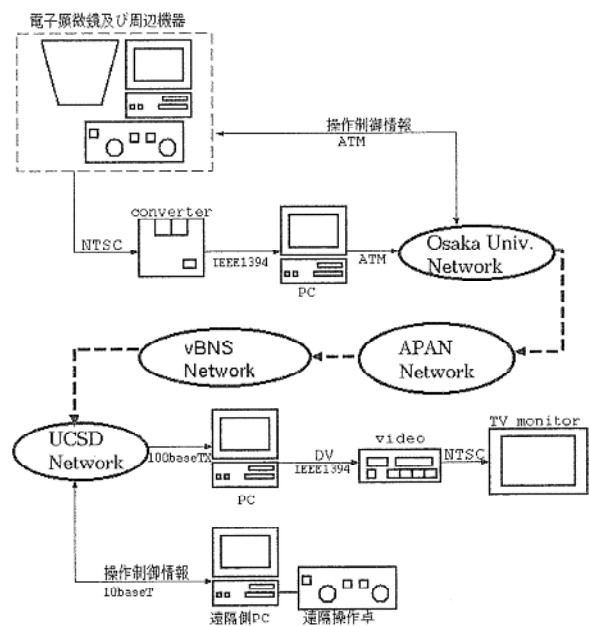 電子顕微鏡及び周辺機器
操作制御情報
ATM
converter
NTSC
IEEE1394
PC
ATM
Osaka Univ.
Network
vBNS
Network
APAN
Network
UCSD
Network
100baseTX
PC
DV
IEEE1394
video
NTSC
TV monitor
操作制御情報
10baseT
遠隔側PC
遠隔操作卓